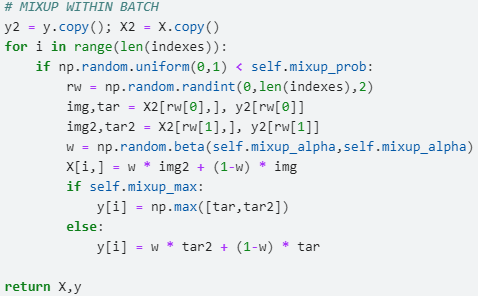 # MIXUP WITHIN BATCH
y2 = y.copy(); X2 = X.copy()
for i in range(len(indexes)):
    if np.random.uniform(0,1) < self.mixup_prob:
        rw = np.random.randint(0,len(indexes),2)
        img,tar = X2[rw[0],], y2[rw[0]]
        img2,tar2 = X2[rw[1],], y2[rw[1]]
        w = np.random.beta(self.mixup_alpha,self.mixup_alpha)
        X[i,] = w * img2 + (1-w) * img
        if self.mixup_max:
            y[i] = np.max([tar,tar2])
        else:
            y[i] = w * tar2 + (1-w) * tar
return X,y